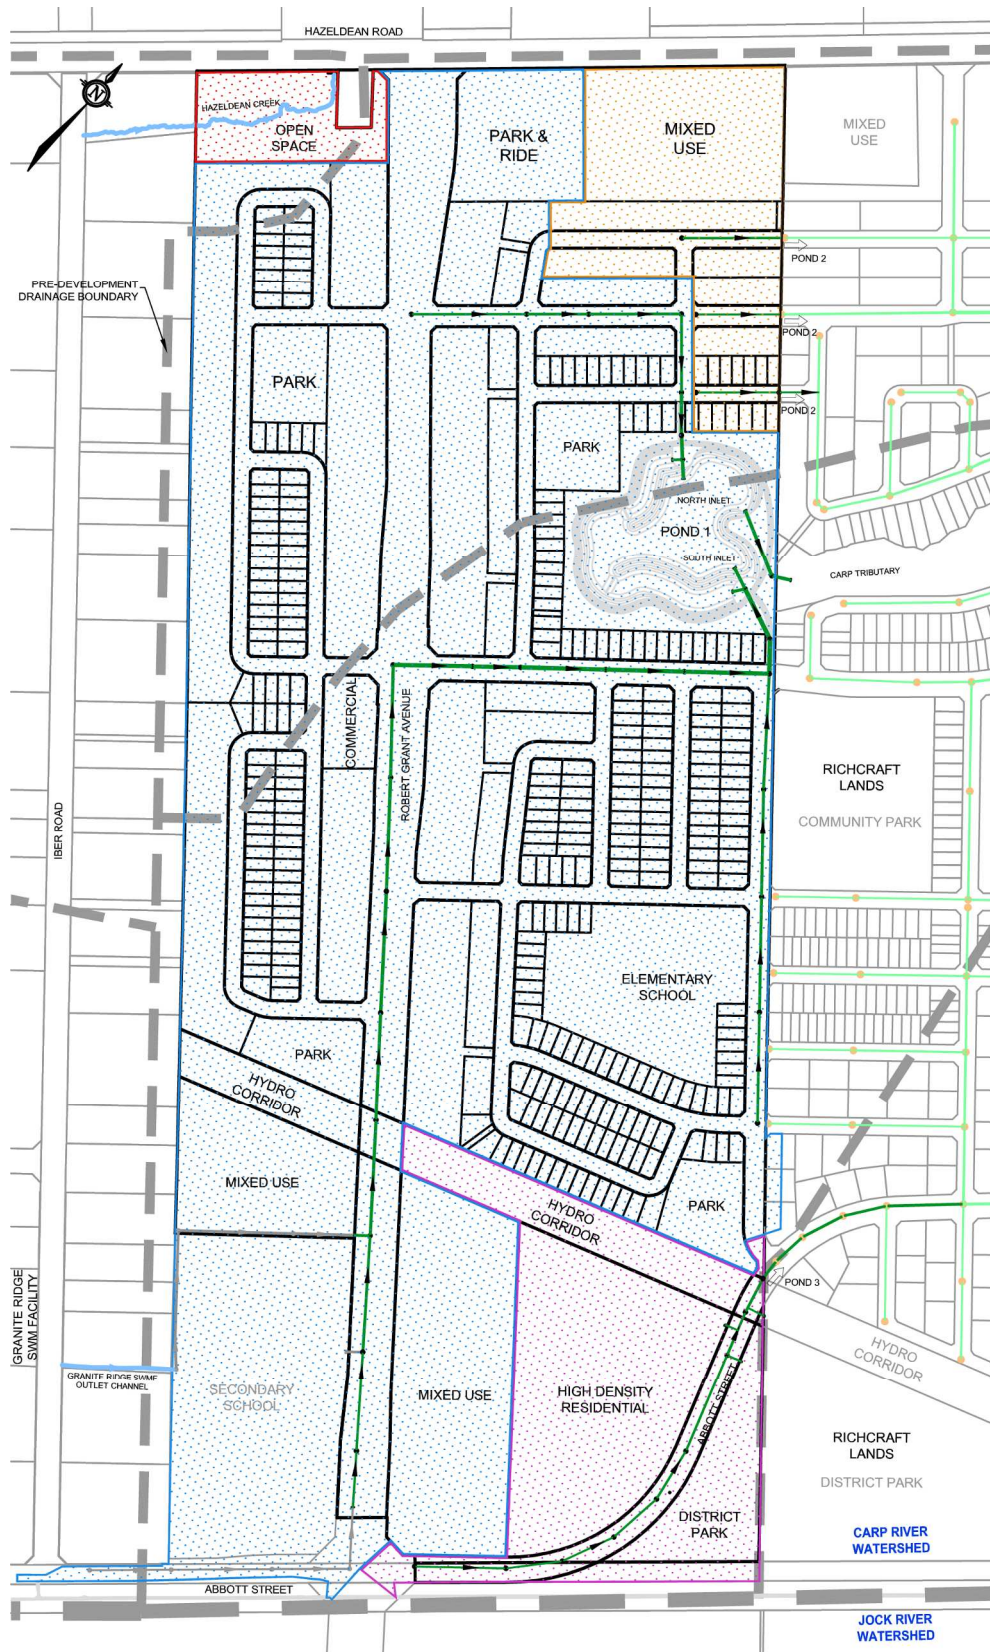 HAZELDEAN ROAD
N
HAZELDEAN CREEK
OPEN
SPACE
PARK &
RIDE
MIXED
USE
MIXED
USE
PRE-DEVELOPMENT
DRAINAGE BOUNDARY
POND 2
POND 2
PARK
POND 2
PARK
NORTH INLET
POND 1
SOUTH INLET
CARP TRIBUTARY
COMMERCIAL
ROBERT GRANT AVENUE
IBER ROAD
RICHCRAFT
LANDS
COMMUNITY PARK
ELEMENTARY
SCHOOL
PARK
HYDRO
CORRIDOR
MIXED USE
HYDRO
CORRIDOR
PARK
POND 3
GRANITE RIDGE
SWM FACILITY
GRANITE RIDGE SWMF
OUTLET CHANNEL
SECONDARY
SCHOOL
MIXED USE
HIGH DENSITY
RESIDENTIAL
ABBOTT STREET
HYDRO
CORRIDOR
RICHCRAFT
LANDS
DISTRICT PARK
DISTRICT
PARK
CARP RIVER
WATERSHED
ABBOTT STREET
JOCK RIVER
WATERSHED